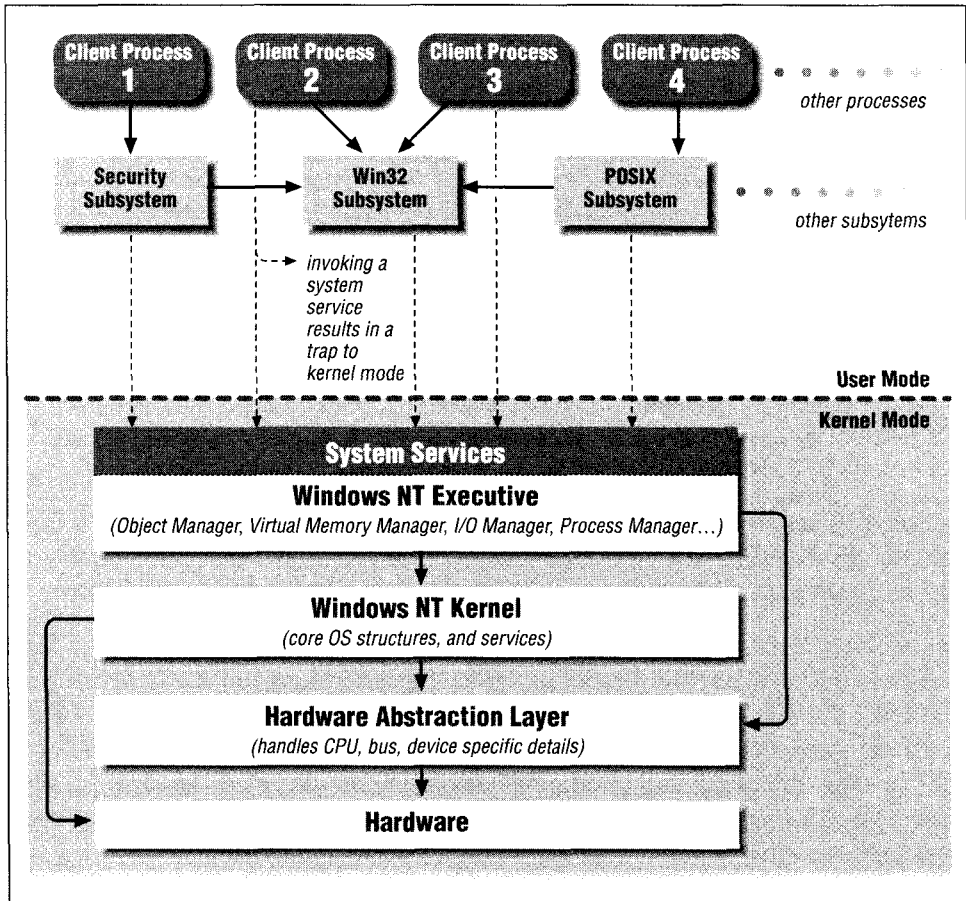 Client Process
1
Client Process
2
Client Process
3
Client Process
4
other processes
Security
Subsystem
Win32
Subsystem
POSIX
Subsystem
other subsytems
invoking a
system
service
results in a
trap to
kernel mode
User Mode
Kernel Mode
System Services
Windows NT Executive
(Object Manager, Virtual Memory Manager, I/O Manager, Process Manager…)
Windows NT Kernel
(core OS structures, and services)
Hardware Abstraction Layer
(handles CPU, bus, device specific details)
Hardware